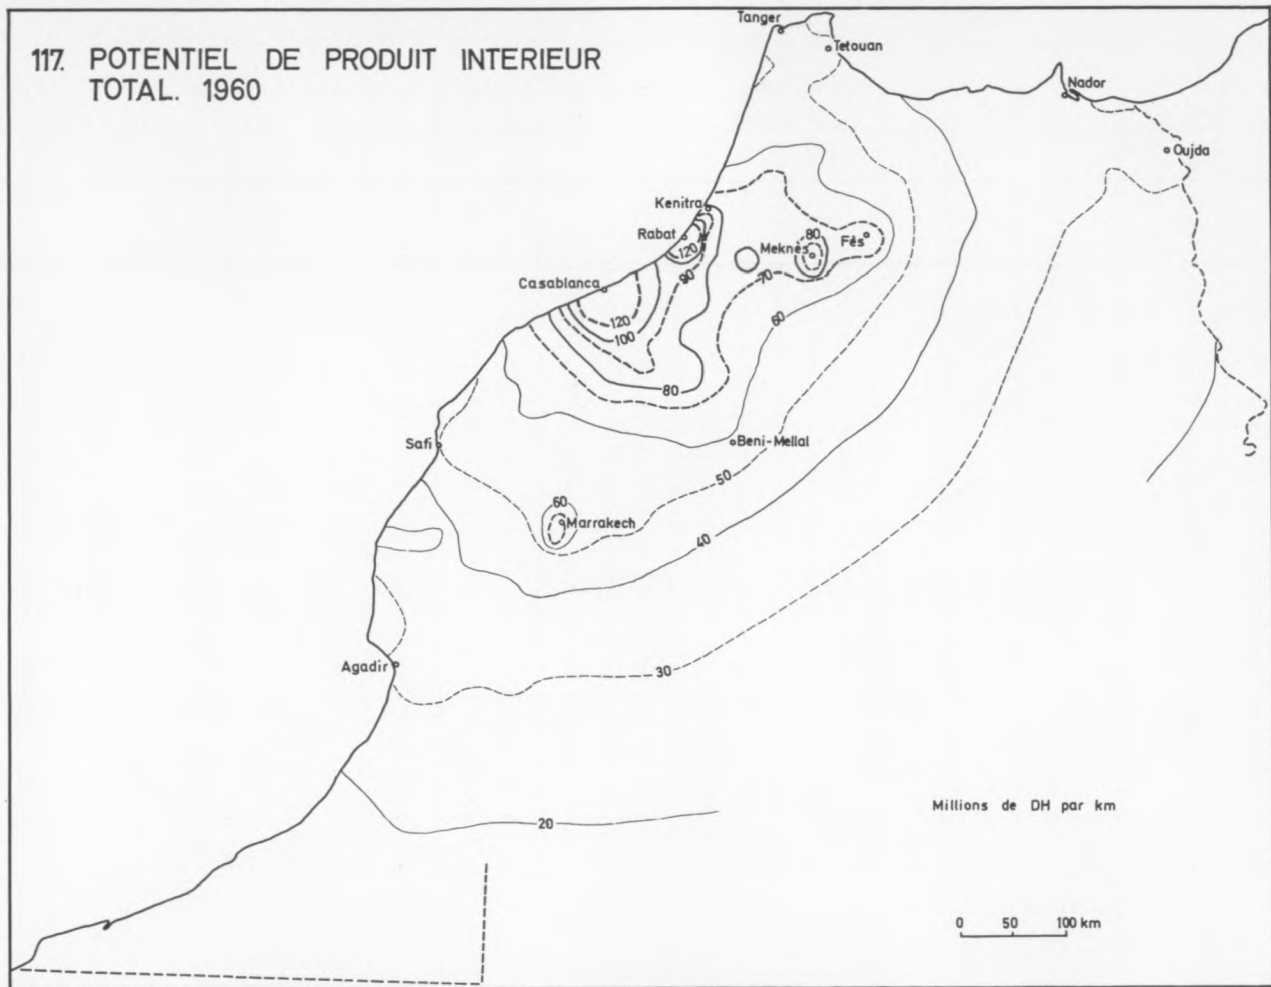 117. POTENTIEL DE PRODUIT INTERIEUR
TOTAL. 1960
Tanger
Tetouan
Nador
Oujda
Kenitra
Rabat
120
90
Meknès
80
Fès
70
Casablanca
120
100
60
80
Safi
Beni-Mellal
50
60
Marrakech
40
Agadir
30
Millions de DH par km
20
0 50 100 km